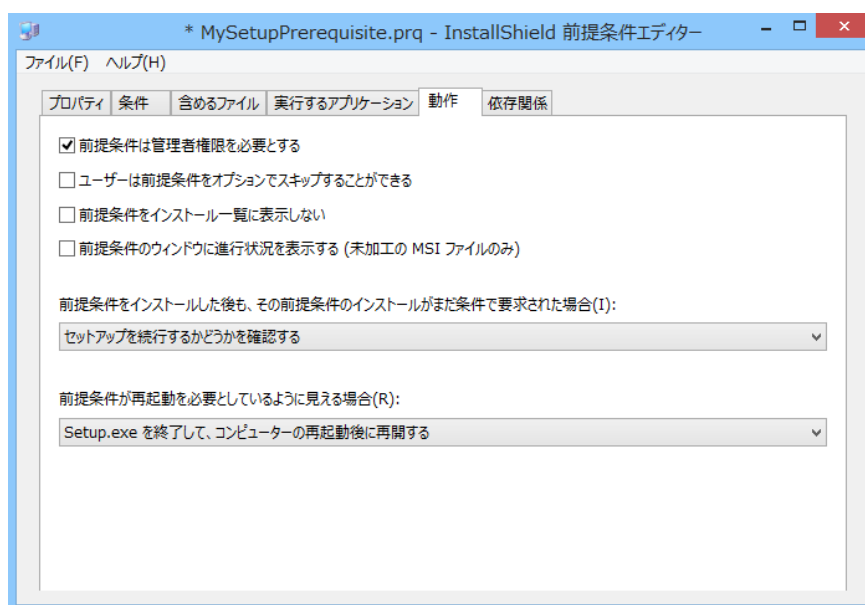 * MySetupPrerequisite.prq - InstallShield 前提条件エディター
ファイル(F) ヘルプ(H)
プロパティ 条件 含めるファイル 実行するアプリケーション 動作 依存関係
前提条件は管理者権限を必要とする
ユーザーは前提条件をオプションでスキップすることができる
前提条件をインストール一覧に表示しない
前提条件のウィンドウに進行状況を表示する (未加工の MSI ファイルのみ)
前提条件をインストールした後も、その前提条件のインストールがまだ条件で要求された場合(I):
セットアップを続行するかどうかを確認する
前提条件が再起動を必要としているように見える場合(R):
Setup.exe を終了して、コンピューターの再起動後に再開する